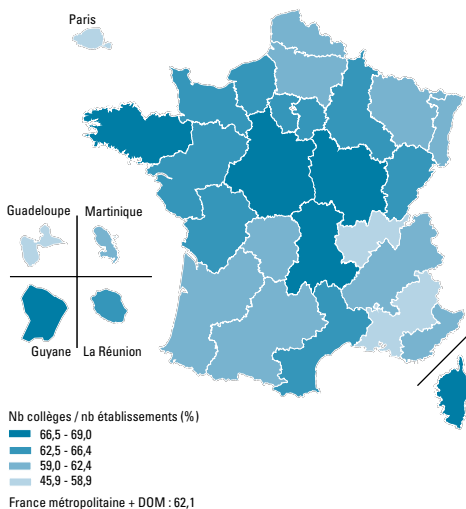 Paris
Guadeloupe
Martinique
Guyane
La Réunion
Nb collèges / nb établissements (%)
66,5 - 69,0
62,5 - 66,4
59,0 - 62,4
45,9 - 58,9
France métropolitaine + DOM : 62,1